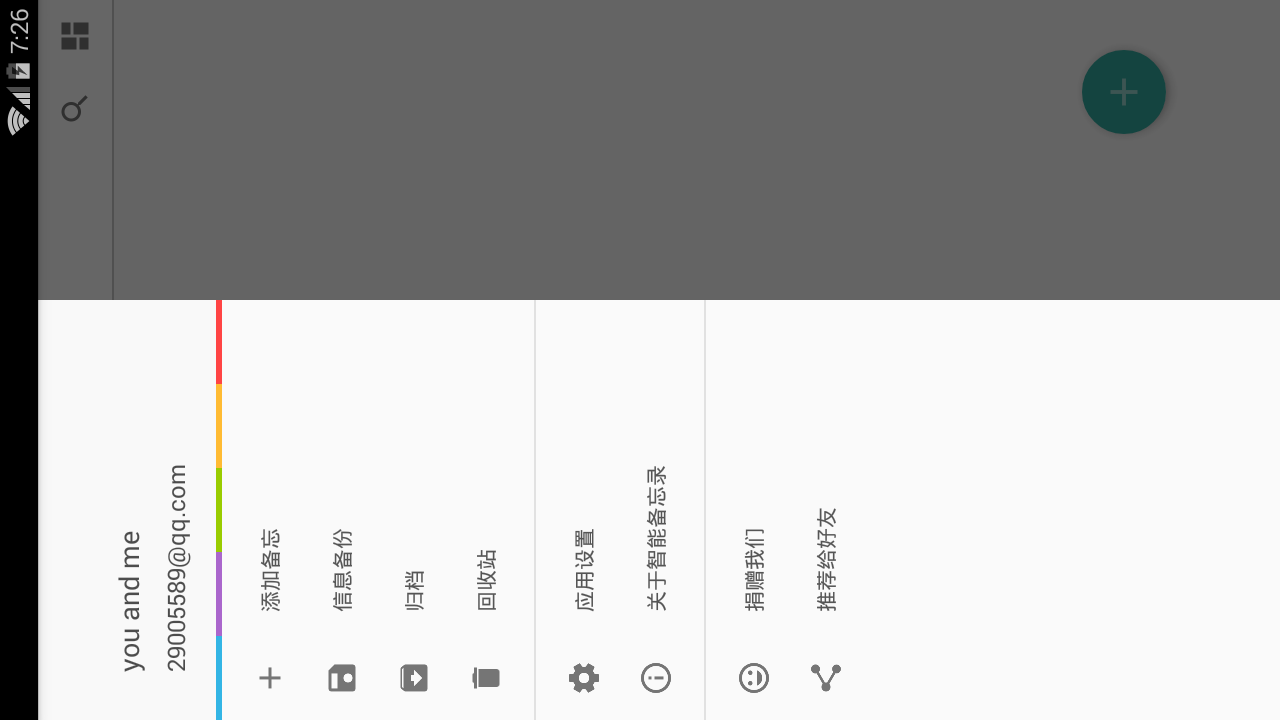 7:26
you and me
29005589@qq.com
添加备忘
信息备份
归档
回收站
应用设置
关于智能备忘录
捐赠我们
推荐给好友